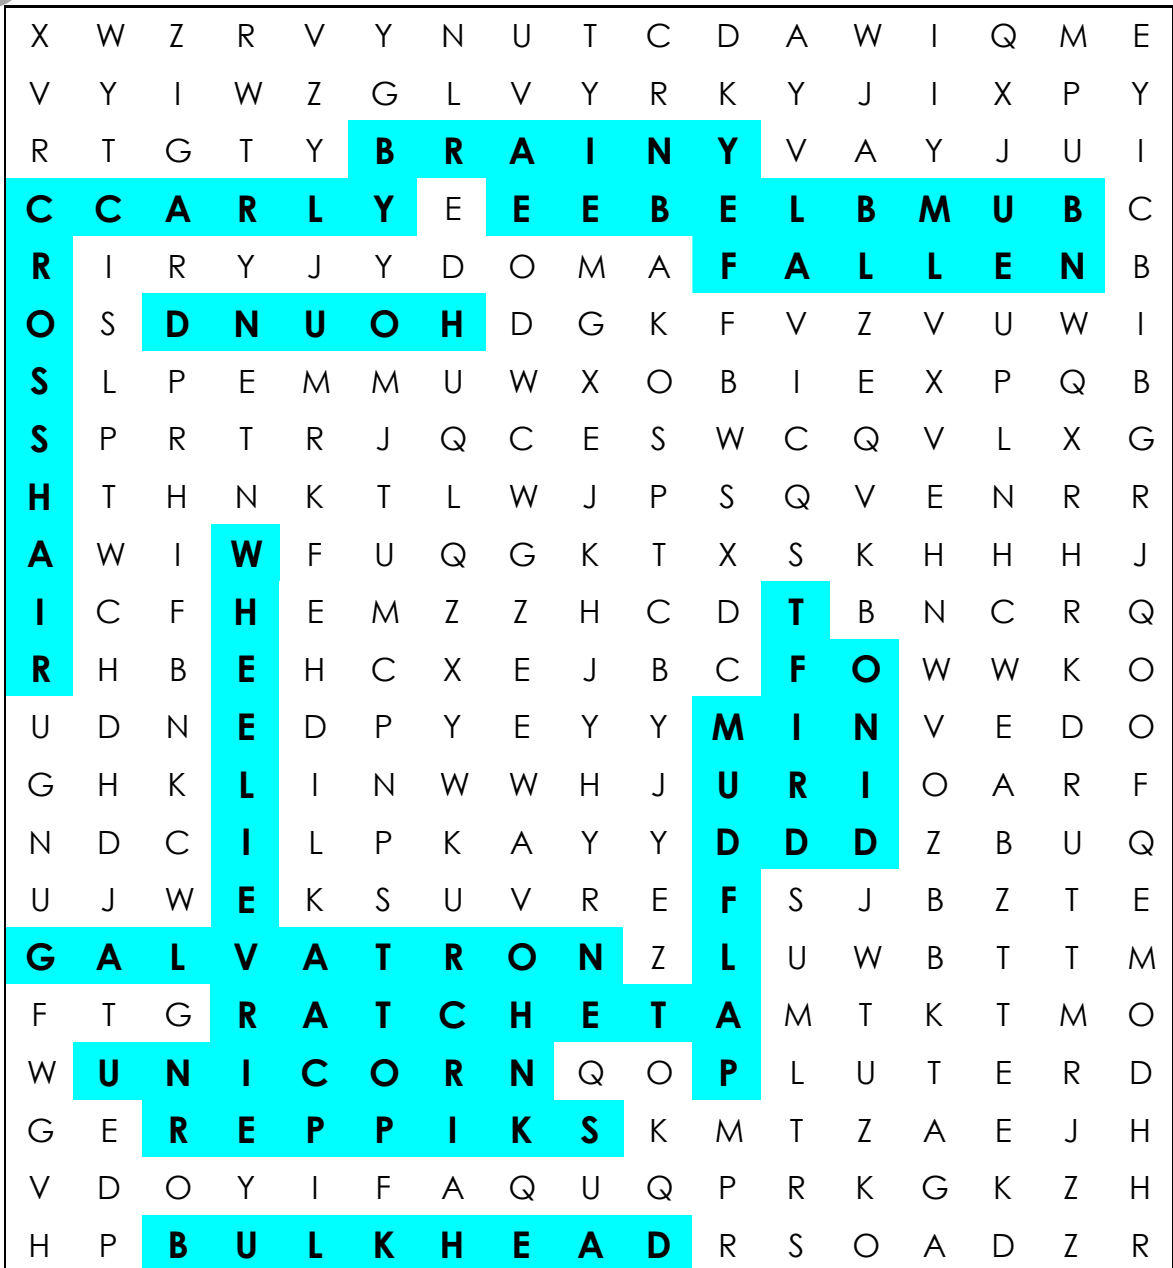 X W Z R V Y N U T C D A W I Q M E
V Y I W Z G L V Y R K Y J I X P Y
R T G T Y B R A I N Y V A Y J U I
C C A R L Y E E E B E L B M U B C
R I R Y J Y D O M A F A L L E N B
O S D N U O H D G K F V Z V U W I
S L P E M M U W X O B I E X P Q B
S P R T R J Q C E S W C Q V L X G
H T H N K T L W J P S Q V E N R R
A W I W F U Q G K T X S K H H H J
I C F H E M Z Z H C D T B N C R Q
R H B E H C X E J B C F O W W K O
U D N E D P Y E Y Y M I N V E D O
G H K L I N W W H J U R I O A R F
N D C I L P K A Y Y D D D Z B U Q
U J W E K S U V R E F S J B Z T E
G A L V A T R O N Z L U W B T T M
F T G R A T C H E T A M T K T M O
W U N I C O R N Q O P L U T E R D
G E R E P P I K S K M T Z A E J H
V D O Y I F A Q U Q P R K G K Z H
H P B U L K H E A D R S O A D Z R